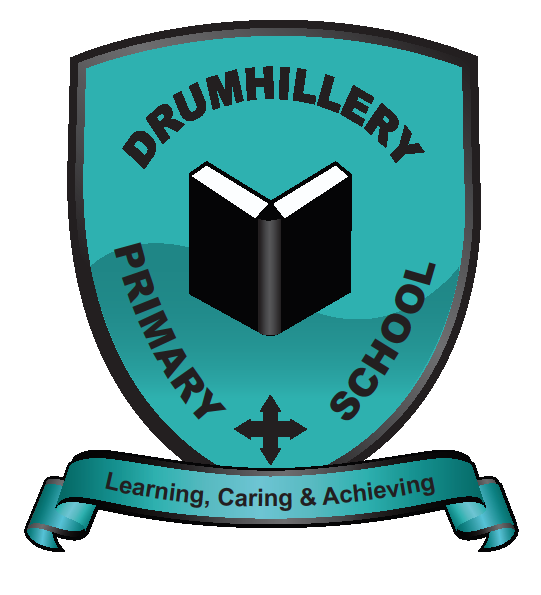 DRUMHILLERY
PRIMARY
SCHOOL
Learning, Caring & Achieving